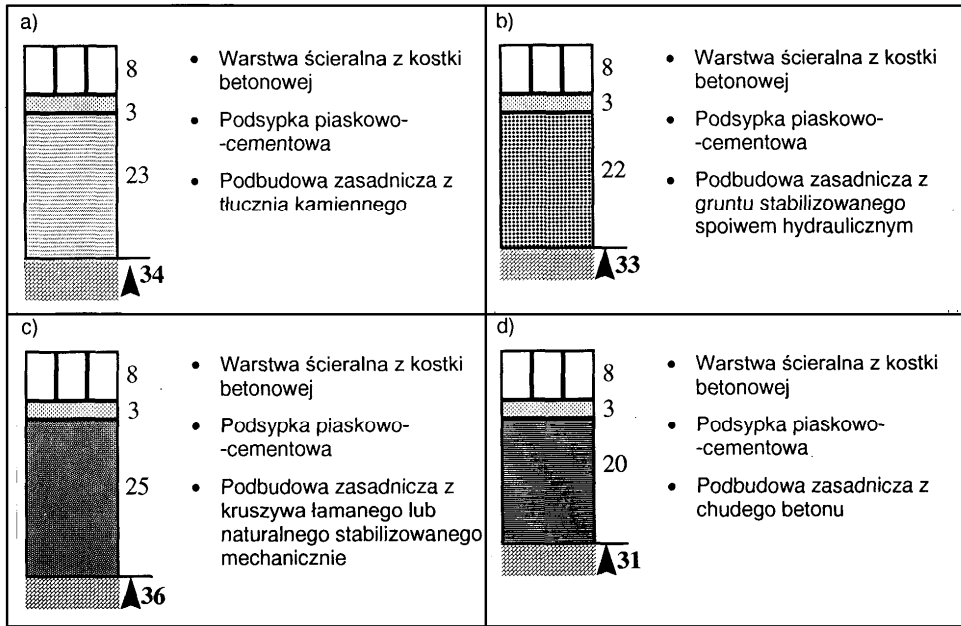 a)
8
3
23
34
• Warstwa ścieralna z kostki
betonowej
• Podsypka piaskowo-
-cementowa
• Podbudowa zasadnicza z
tłucznia kamiennego
b)
8
3
22
33
• Warstwa ścieralna z kostki
betonowej
• Podsypka piaskowo-
-cementowa
• Podbudowa zasadnicza z
gruntu stabilizowanego
spoiwem hydraulicznym
c)
8
3
25
36
• Warstwa ścieralna z kostki
betonowej
• Podsypka piaskowo-
-cementowa
• Podbudowa zasadnicza z
kruszywa łamanego lub
naturalnego stabilizowanego
mechanicznie
d)
8
3
20
31
• Warstwa ścieralna z kostki
betonowej
• Podsypka piaskowo-
-cementowa
• Podbudowa zasadnicza z
chudego betonu